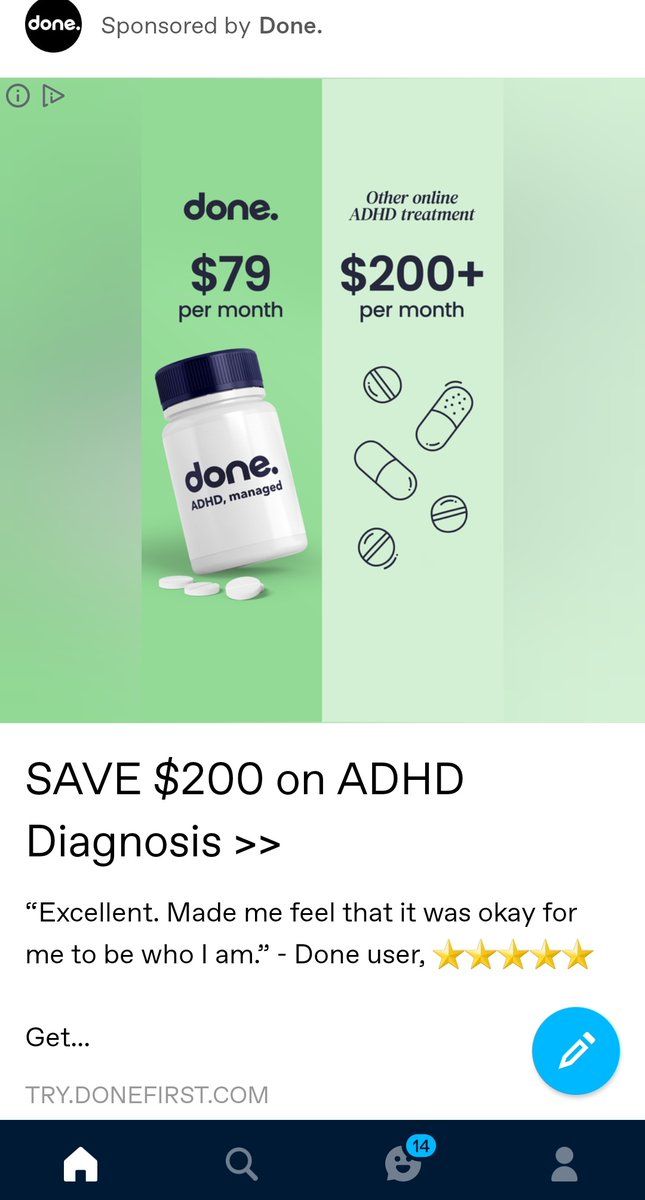 done.
Sponsored by Done.
done.
$79
per month
Other online
ADHD treatment
$200+
per month
done.
ADHD, managed
SAVE $200 on ADHD
Diagnosis >>
“Excellent. Made me feel that it was okay for
me to be who I am.” - Done user, ⭐⭐⭐⭐⭐
Get...
TRY.DONEFIRST.COM
14